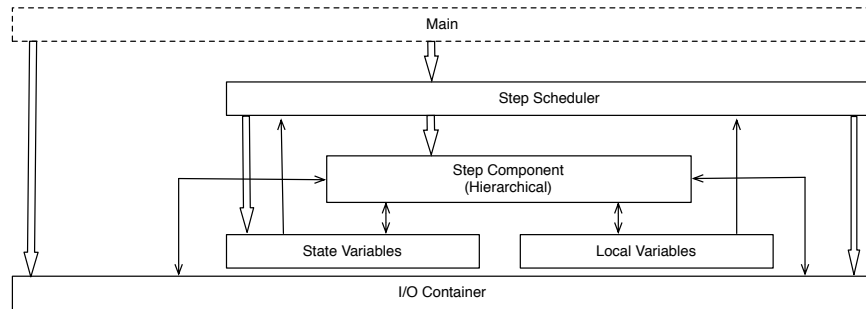 Main
Step Scheduler
Step Component
(Hierarchical)
State Variables
Local Variables
I/O Container